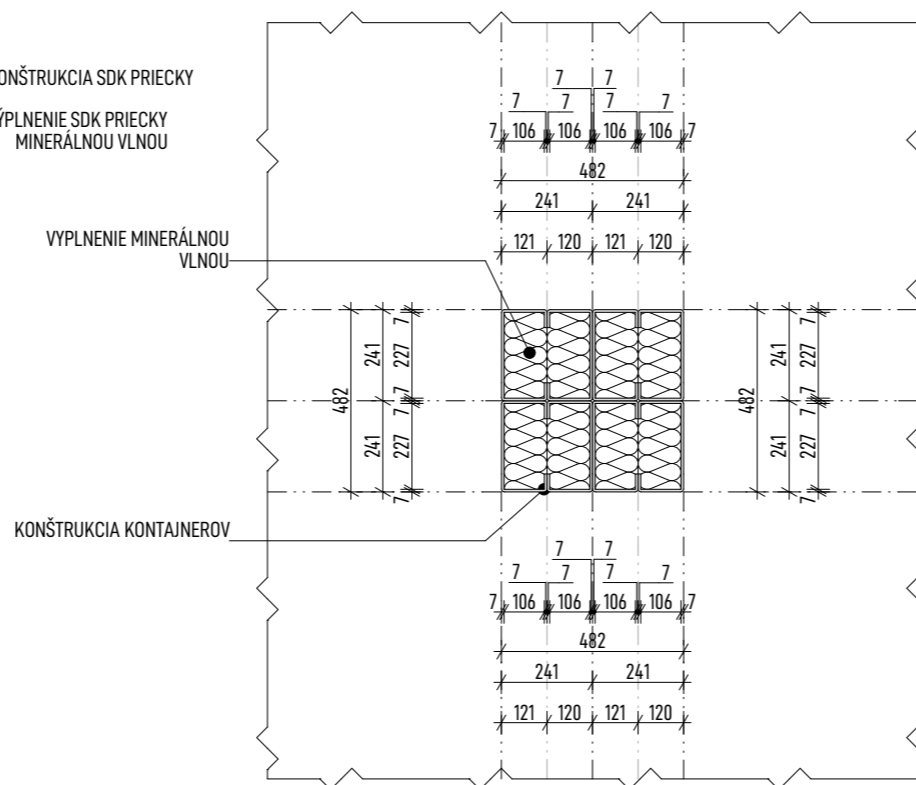 ONŠTRUKCIA SDK PRIECKY
7 7
ÝPLNENIE SDK PRIECKY
MINERÁLNOU VLNOU
7 7 7 7
7 106 106 106 106 7
482
241 241
VYPLNENIE MINERÁLNOU
VLNOU
121 120 121 120
482
241
241
7
227
7
7
227
7
482
241
241
7
227
7
7
227
7
KONŠTRUKCIA KONTAJNEROV
7 7
7 7 7 7
7 106 106 106 106 7
482
241 241
121 120 121 120